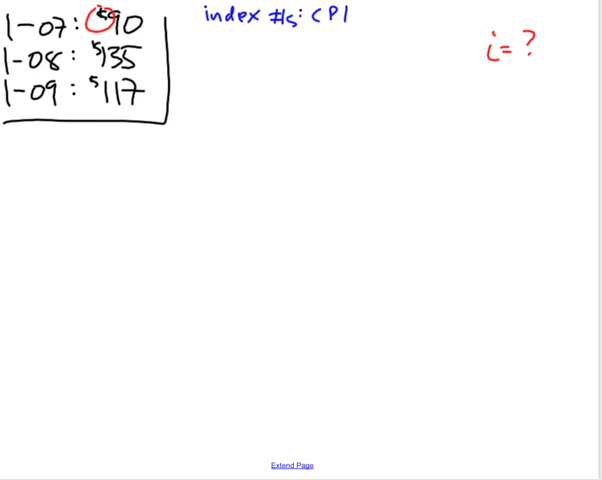 1-07: $90
1-08: $135
1-09: $117
index #s: CPI
i = ?
Extend Page